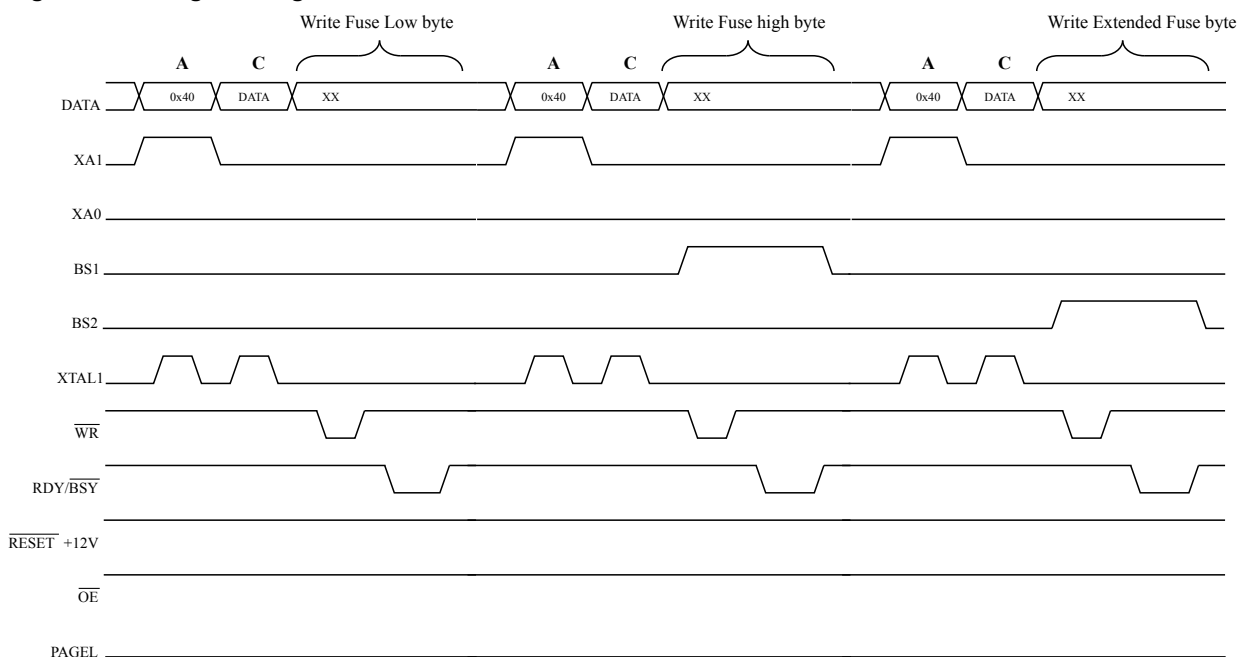 Write Fuse Low byte Write Fuse high byte Write Extended Fuse byte
A C A C A C
DATA 0x40 DATA XX 0x40 DATA XX 0x40 DATA XX
XA1
XA0
BS1
BS2
XTAL1
WR
RDY/BSY
RESET +12V
OE
PAGEL